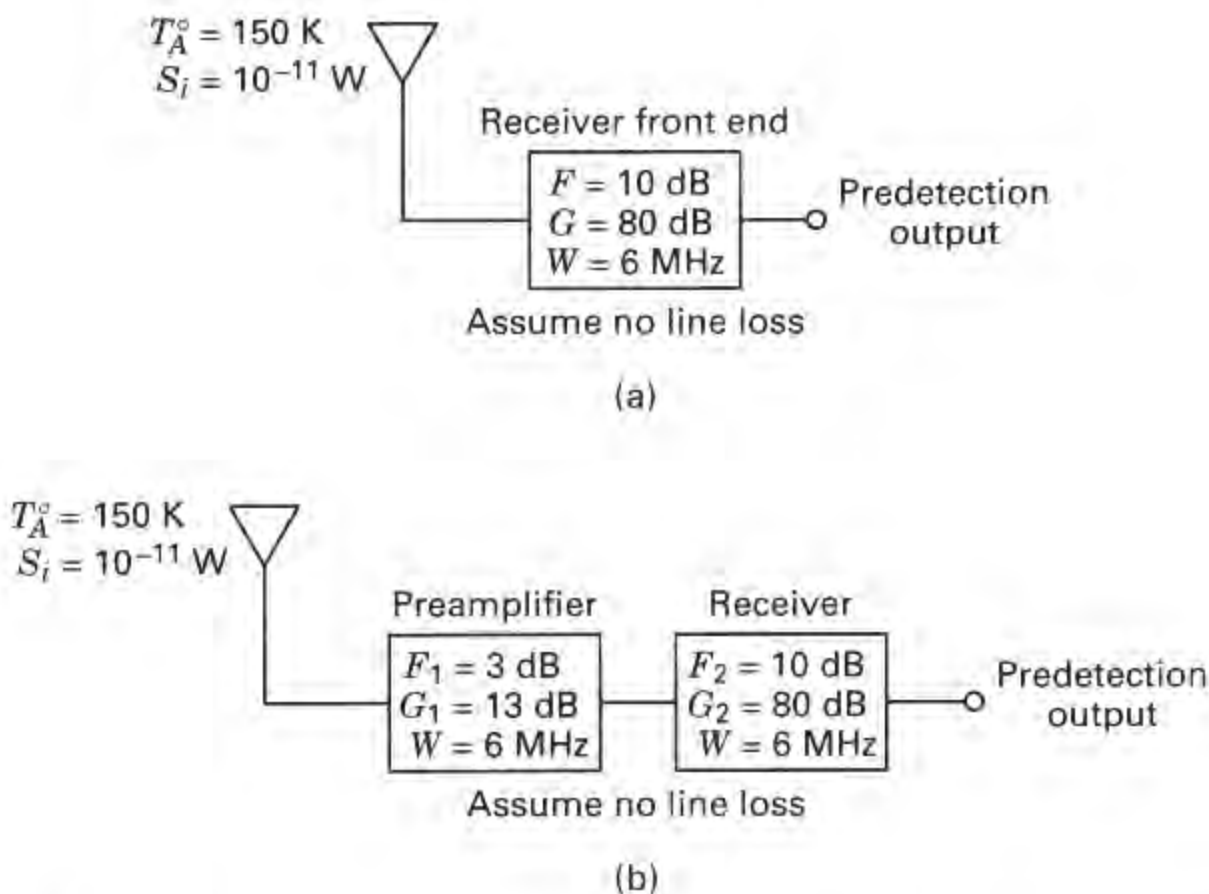 T°A = 150 K
Si = 10−11 W
Receiver front end
F = 10 dB
G = 80 dB
W = 6 MHz
Predetection
output
Assume no line loss
(a)
T°A = 150 K
Si = 10−11 W
Preamplifier
F1 = 3 dB
G1 = 13 dB
W = 6 MHz
Receiver
F2 = 10 dB
G2 = 80 dB
W = 6 MHz
Predetection
output
Assume no line loss
(b)